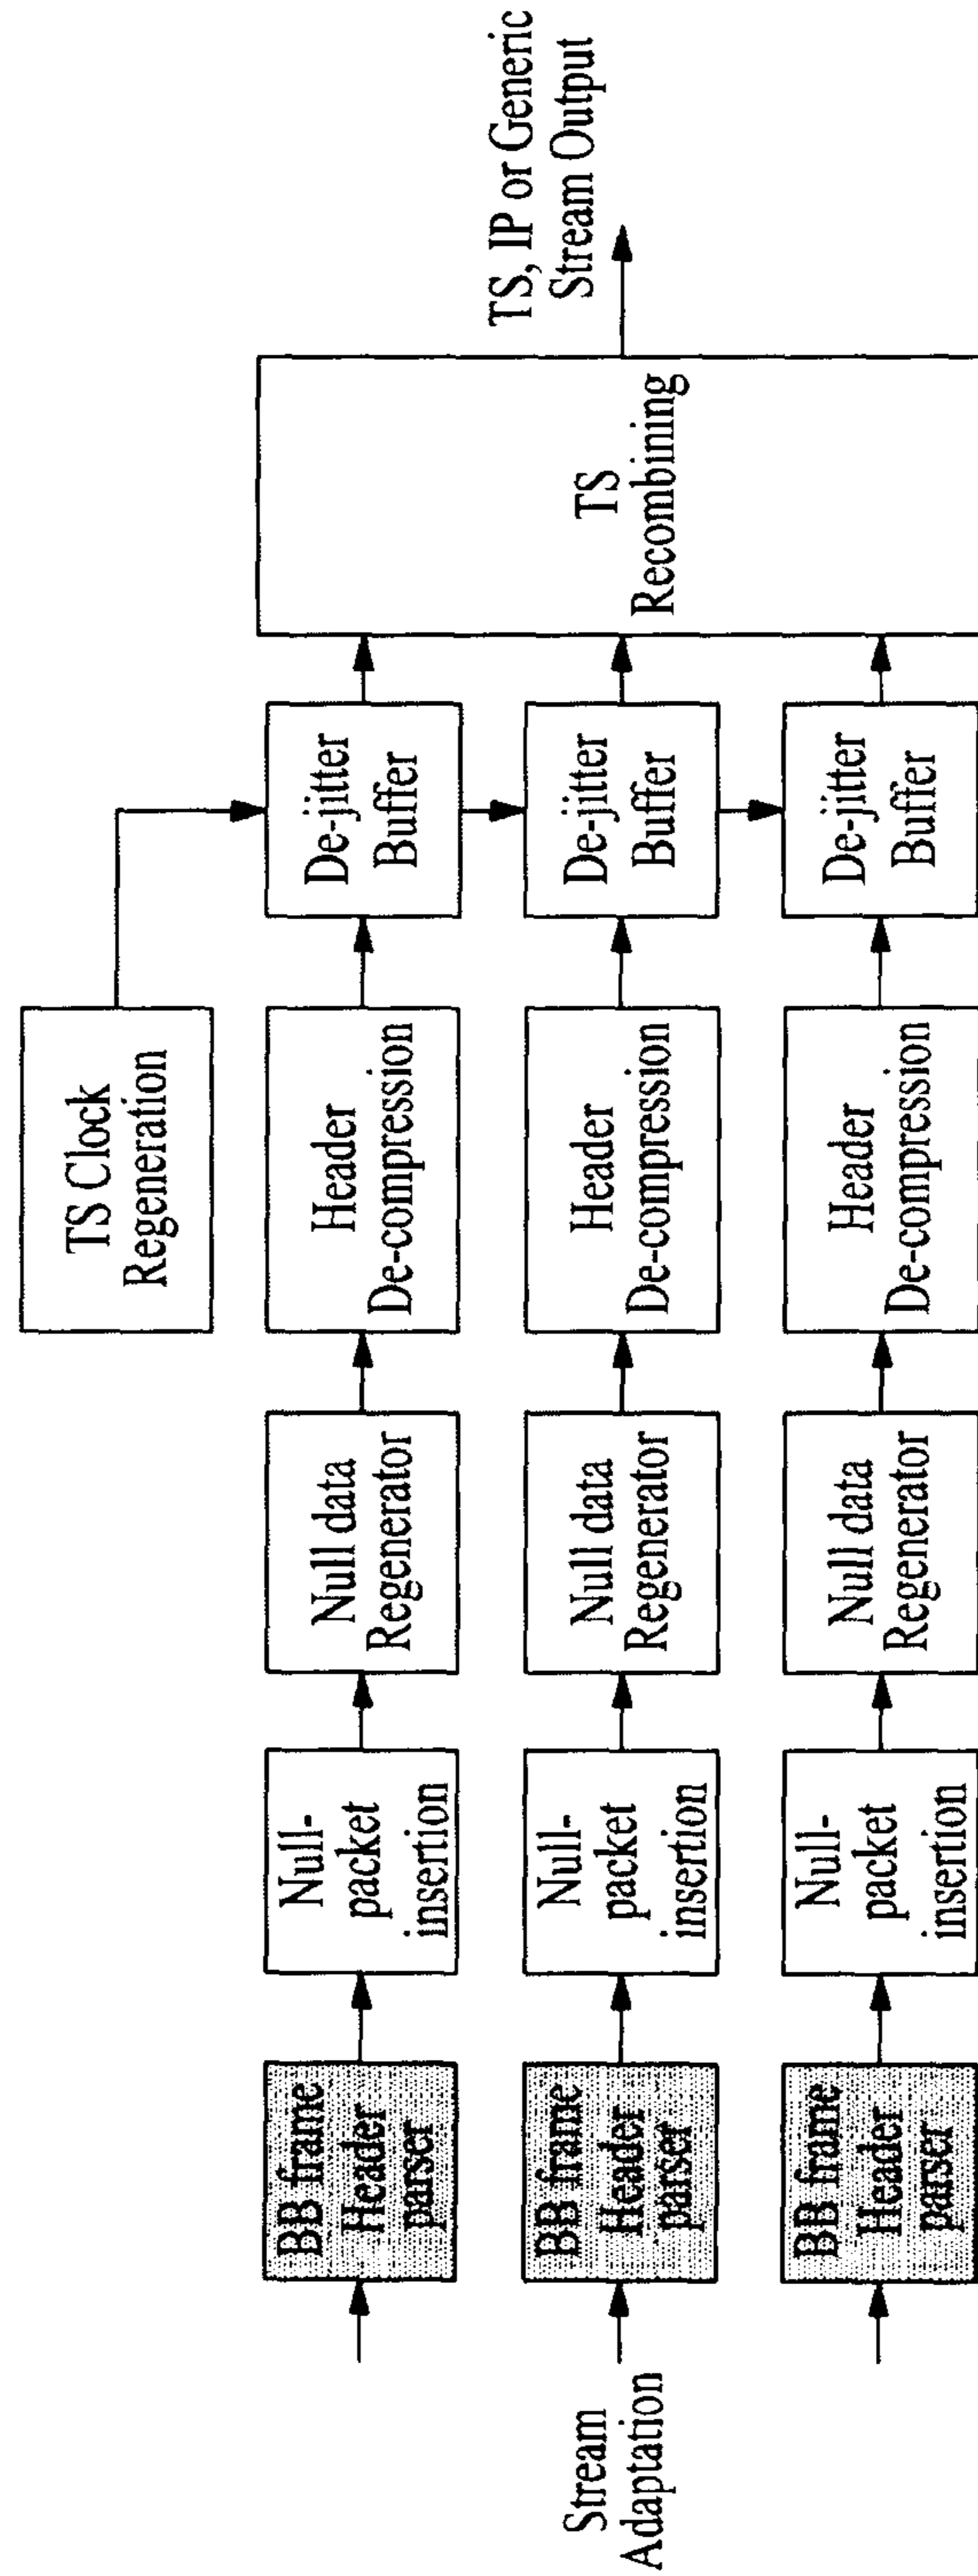 TS Clock
Regeneration
Stream
Adaptation
BB frame
Header
parser
Null-
packet
insertion
Null data
Regenerator
Header
De-compression
De-jitter
Buffer
BB frame
Header
parser
Null-
packet
insertion
Null data
Regenerator
Header
De-compression
De-jitter
Buffer
BB frame
Header
parser
Null-
packet
insertion
Null data
Regenerator
Header
De-compression
De-jitter
Buffer
TS
Recombining
TS, IP or Generic
Stream Output